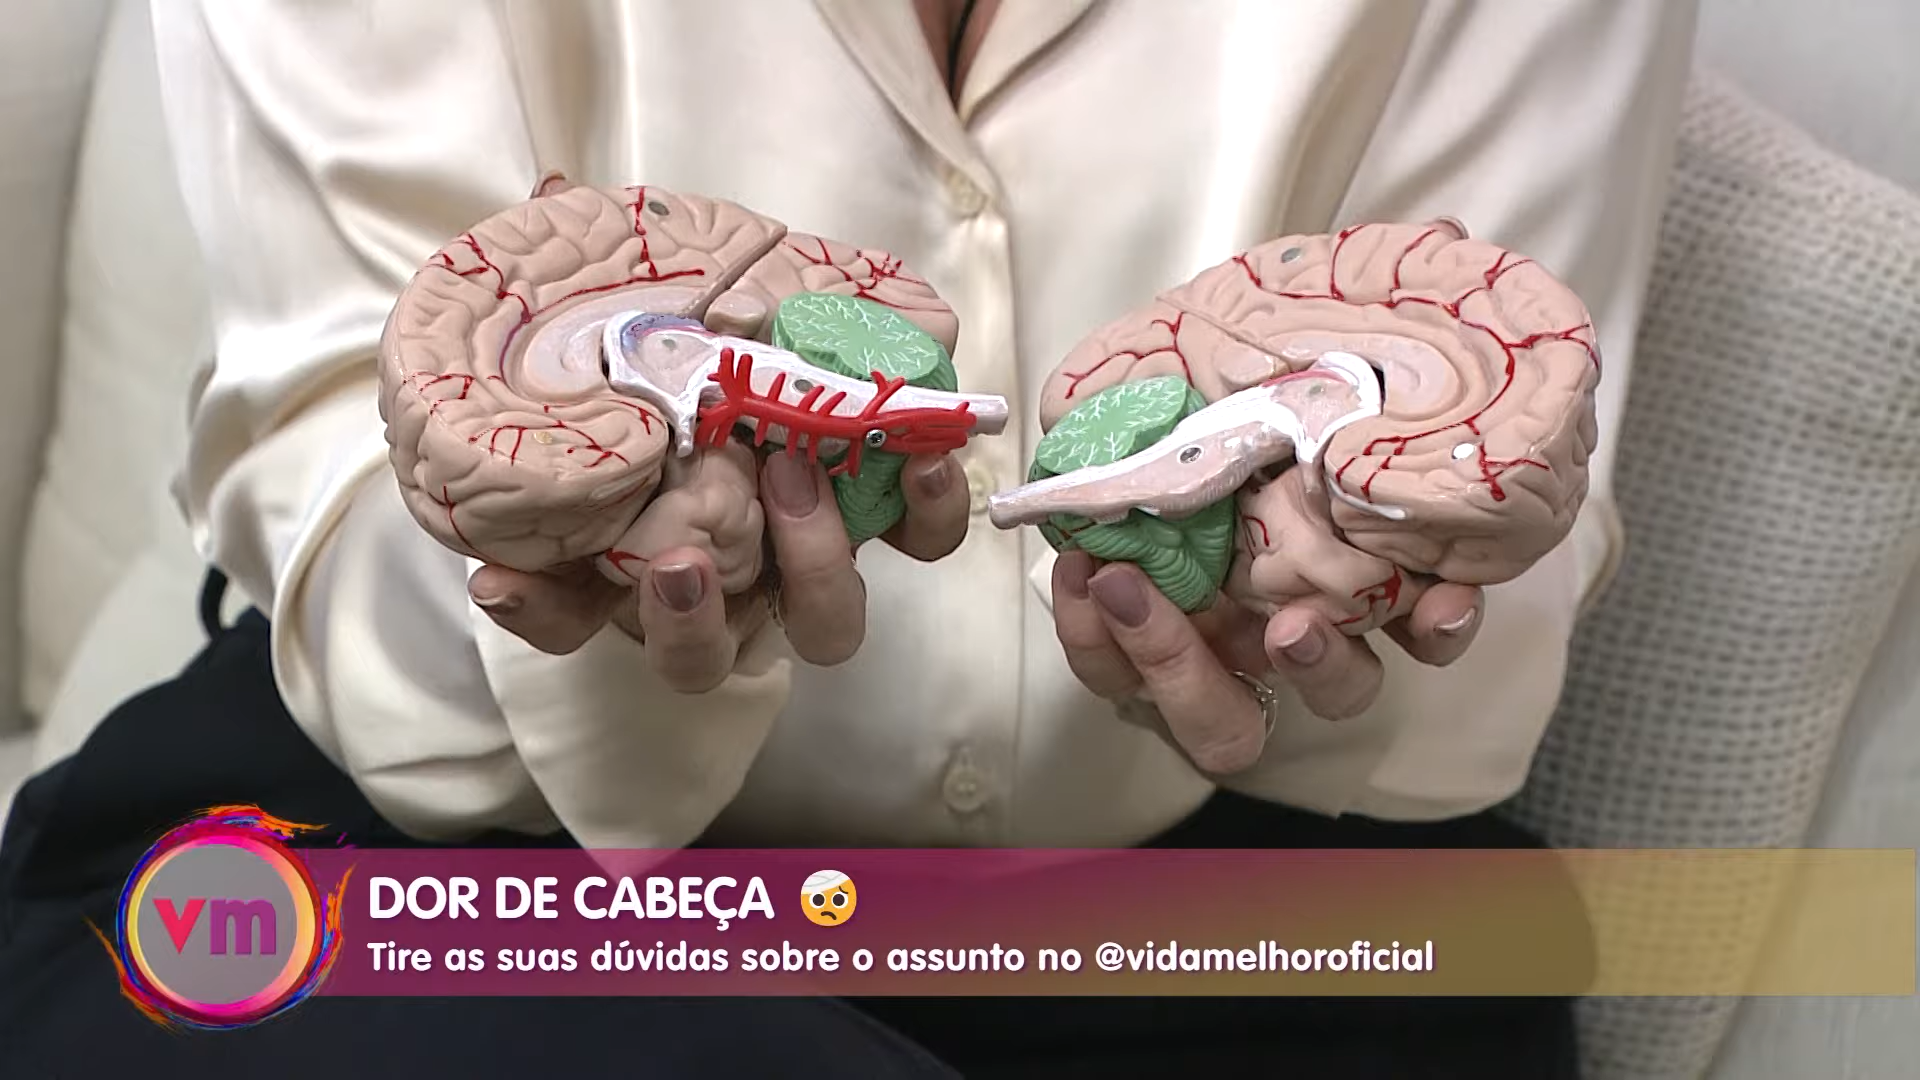 vm
DOR DE CABEÇA 🤕
Tire as suas dúvidas sobre o assunto no @vidamelhoroficial